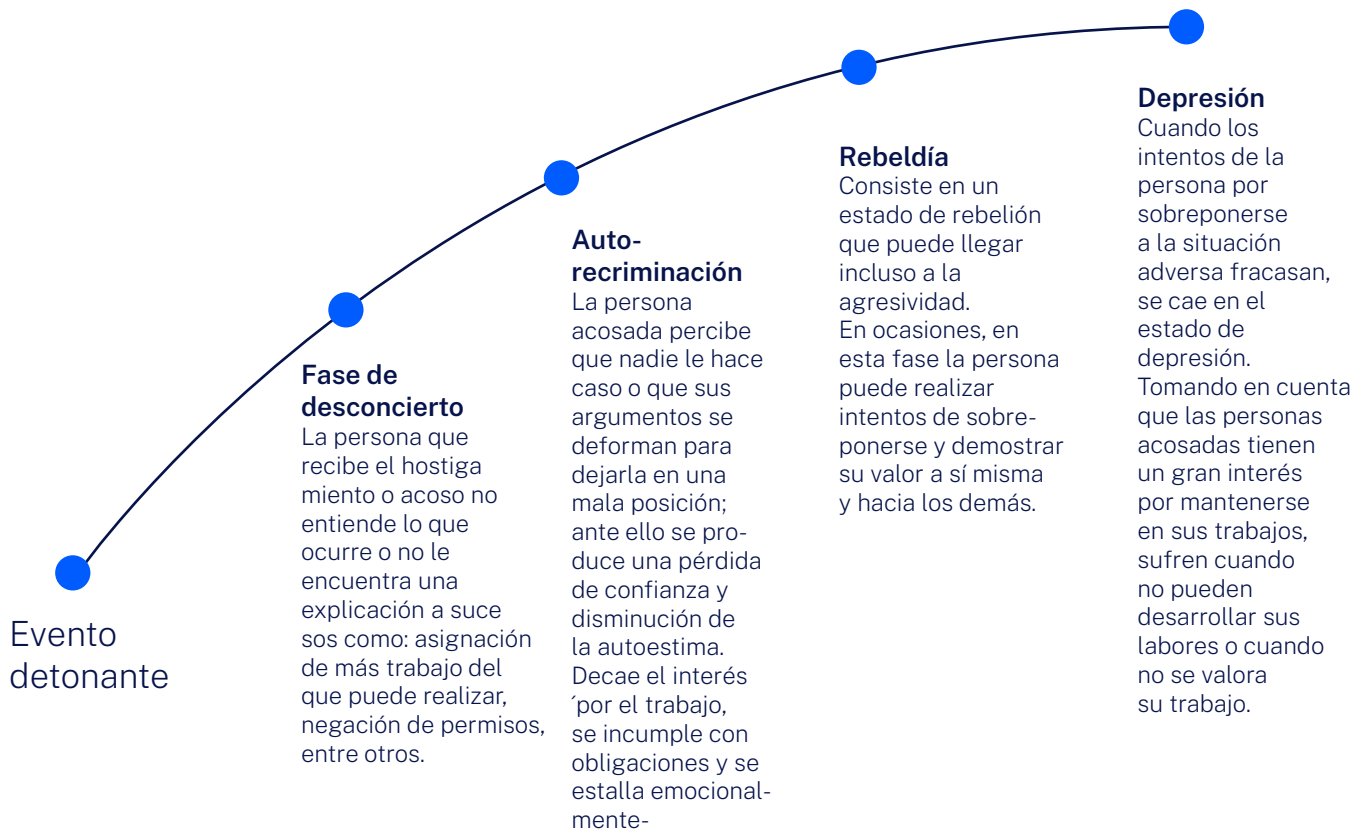 Evento
detonante
Fase de
desconcierto
La persona que
recibe el hostiga
miento o acoso no
entiende lo que
ocurre o no le
encuentra una
explicación a suce
sos como: asignación
de más trabajo del
que puede realizar,
negación de permisos,
entre otros.
Auto-
recriminación
La persona
acosada percibe
que nadie le hace
caso o que sus
argumentos se
deforman para
dejarla en una
mala posición;
ante ello se pro-
duce una pérdida
de confianza y
disminución de
la autoestima.
Decae el interés
´por el trabajo,
se incumple con
obligaciones y se
estalla emocional-
mente-
Rebeldía
Consiste en un
estado de rebelión
que puede llegar
incluso a la
agresividad.
En ocasiones, en
esta fase la persona
puede realizar
intentos de sobre-
ponerse y demostrar
su valor a sí misma
y hacia los demás.
Depresión
Cuando los
intentos de la
persona por
sobreponerse
a la situación
adversa fracasan,
se cae en el
estado de
depresión.
Tomando en cuenta
que las personas
acosadas tienen
un gran interés
por mantenerse
en sus trabajos,
sufren cuando
no pueden
desarrollar sus
labores o cuando
no se valora
su trabajo.